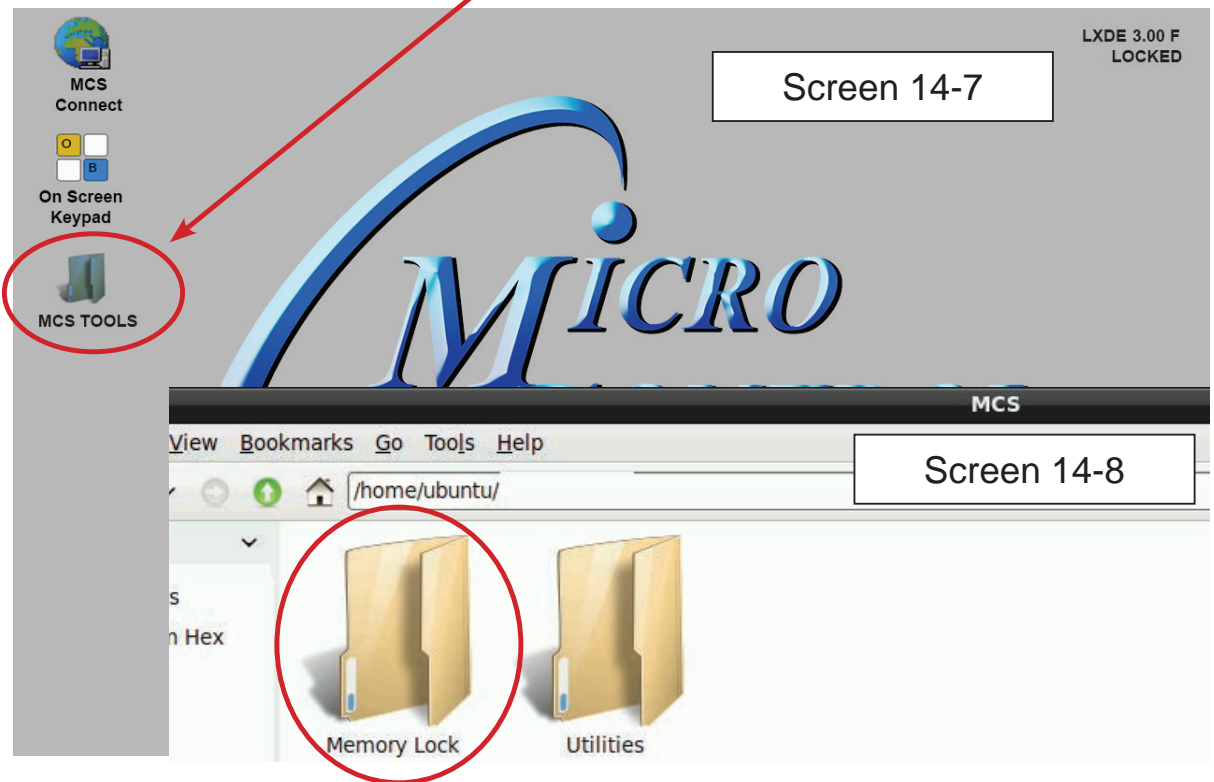 MCS
Connect
O
B
On Screen
Keypad
MCS TOOLS
LXDE 3.00 F
LOCKED
Screen 14-7
MICRO
MCS
View Bookmarks Go Tools Help
Screen 14-8
/home/ubuntu/
s
n Hex
Memory Lock
Utilities